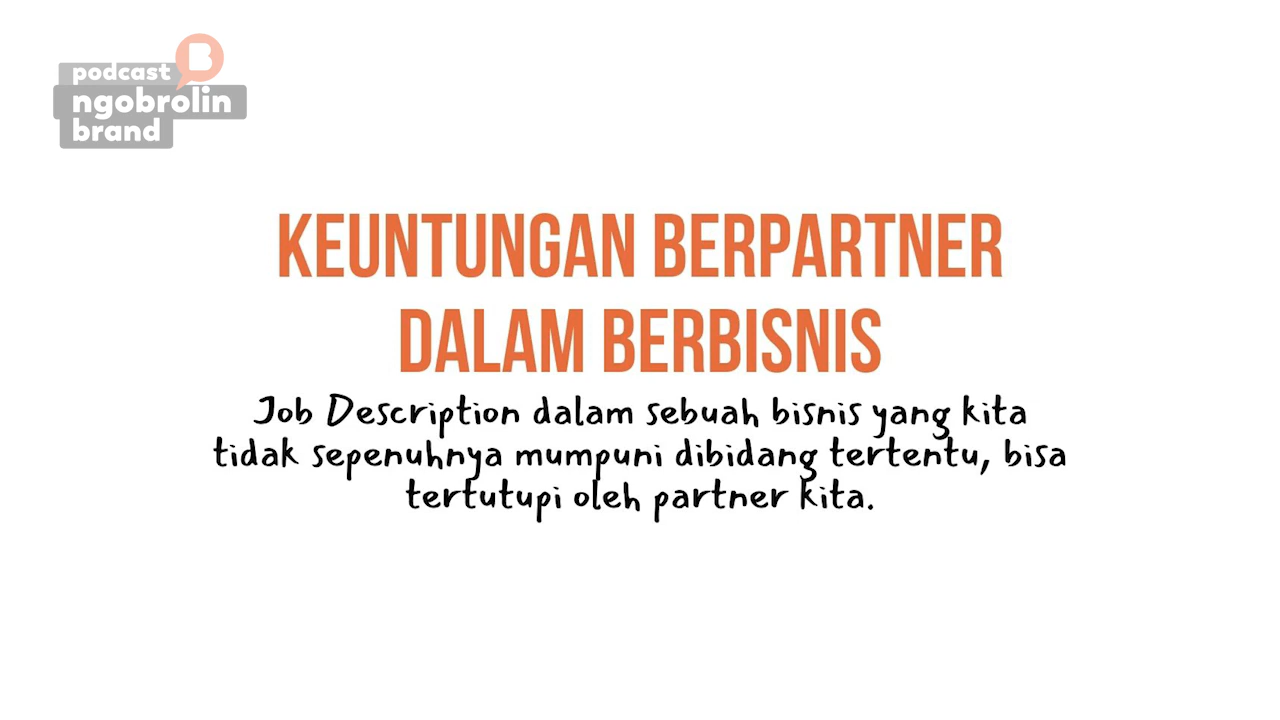 podcast
ngobrolin
brand
B
KEUNTUNGAN BERPARTNER
DALAM BERBISNIS
Job Description dalam sebuah bisnis yang kita
tidak sepenuhnya mumpuni dibidang tertentu, bisa
tertutupi oleh partner kita.